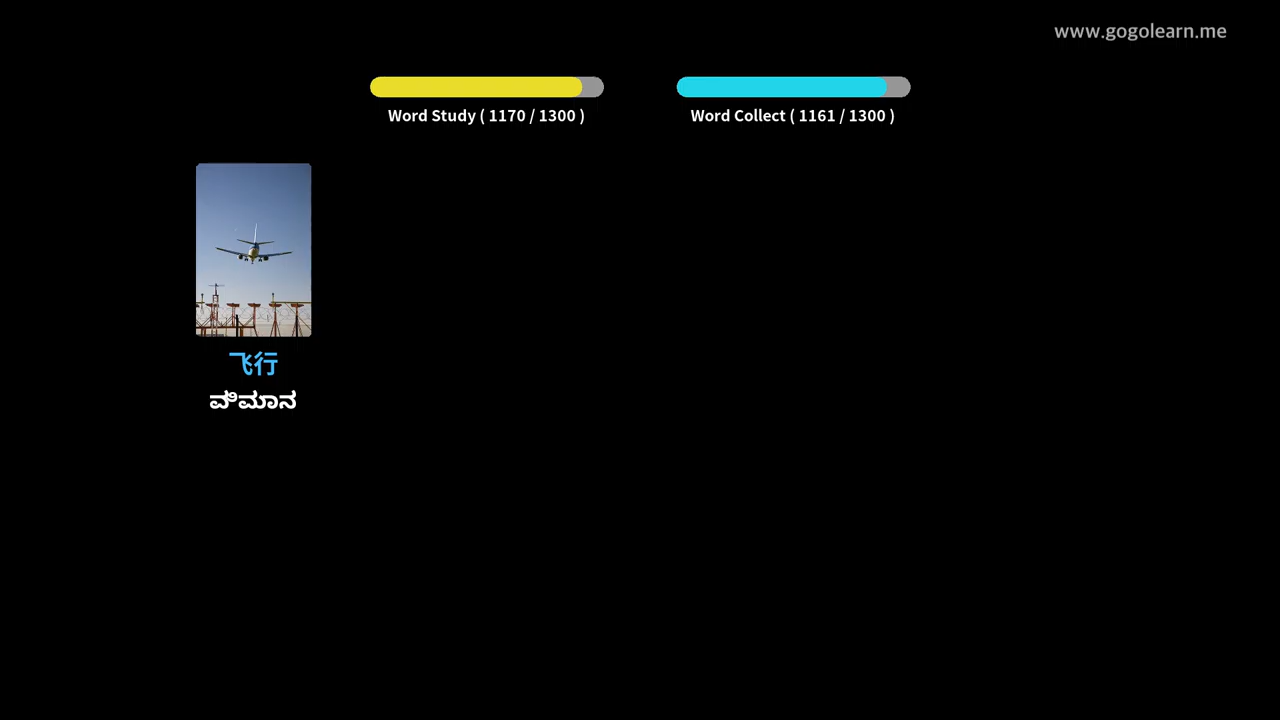 www.gogolearn.me
Word Study ( 1170 / 1300 )
Word Collect ( 1161 / 1300 )
飞行
ವಿಮಾನ